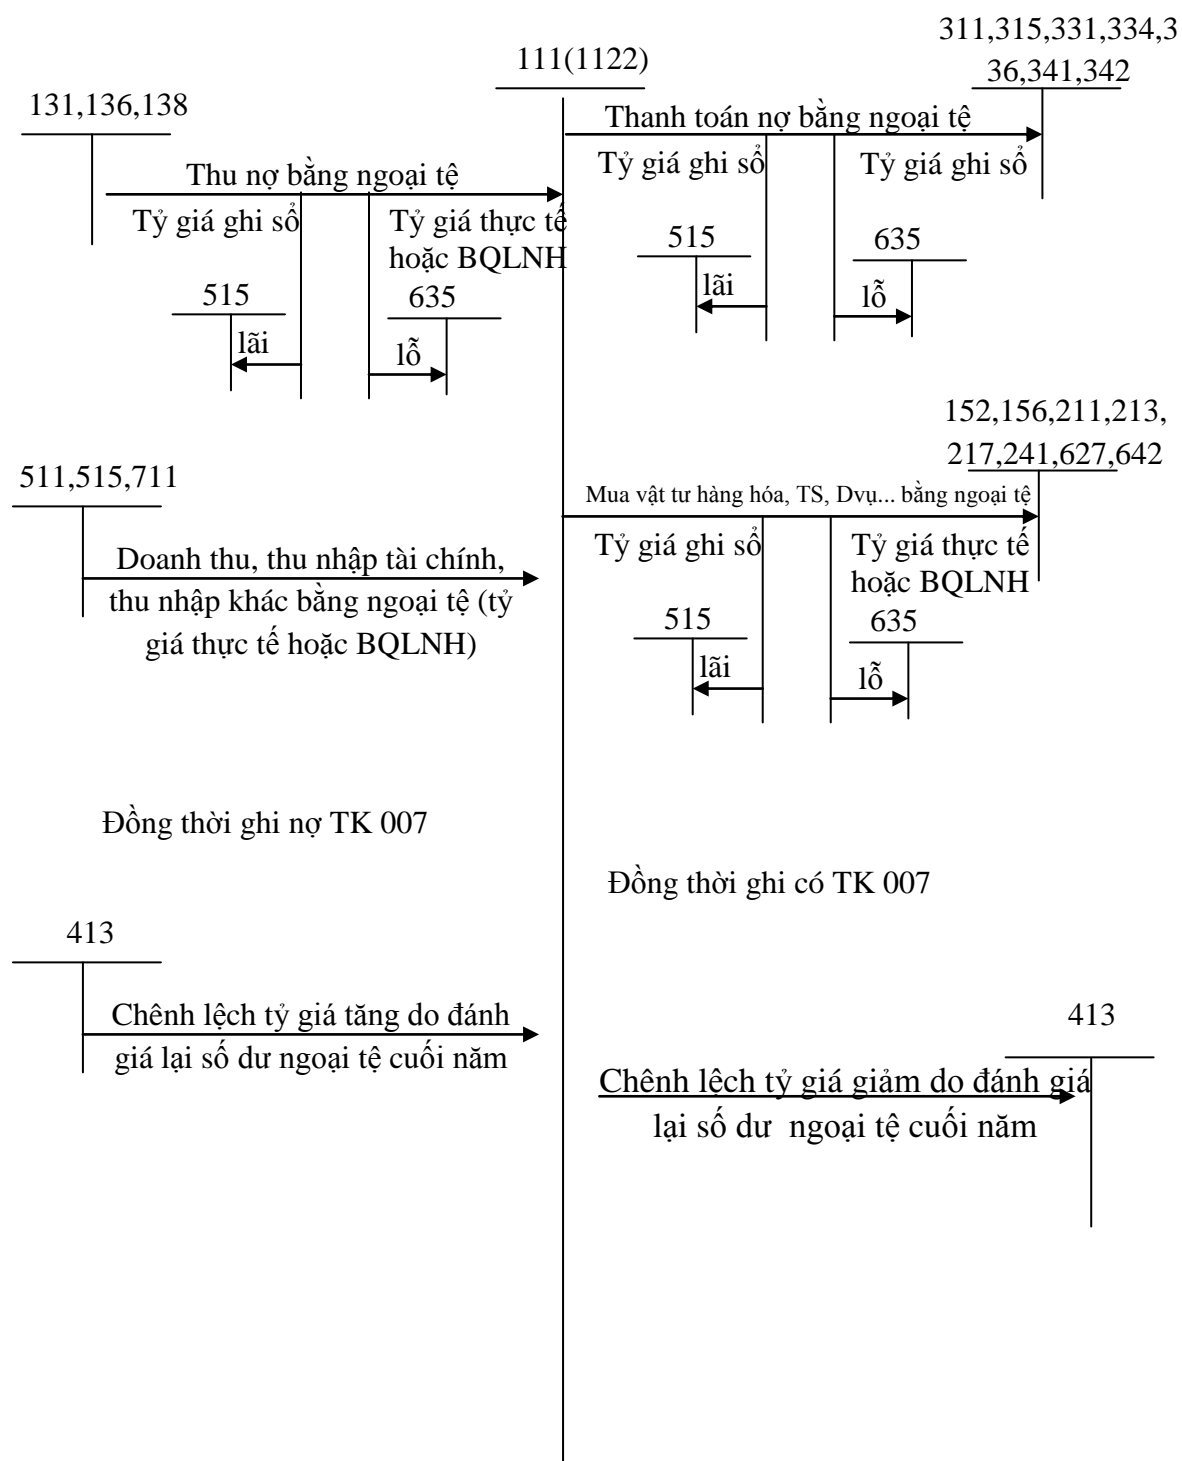 311,315,331,334,3
36,341,342
111(1122)
131,136,138
Thanh toán nợ bằng ngoại tệ
Thu nợ bằng ngoại tệ
Tỷ giá ghi sổ
Tỷ giá ghi sổ
Tỷ giá ghi sổ
Tỷ giá thực tế
hoặc BQLNH
515
635
lãi
lỗ
515
635
lãi
lỗ
152,156,211,213,
217,241,627,642
511,515,711
Mua vật tư hàng hóa, TS, Dvụ... bằng ngoại tệ
Doanh thu, thu nhập tài chính,
thu nhập khác bằng ngoại tệ (tỷ
giá thực tế hoặc BQLNH)
Tỷ giá ghi sổ
Tỷ giá thực tế
hoặc BQLNH
515
635
lãi
lỗ
Đồng thời ghi nợ TK 007
Đồng thời ghi có TK 007
413
Chênh lệch tỷ giá tăng do đánh
giá lại số dư ngoại tệ cuối năm
413
Chênh lệch tỷ giá giảm do đánh giá
lại số dư ngoại tệ cuối năm